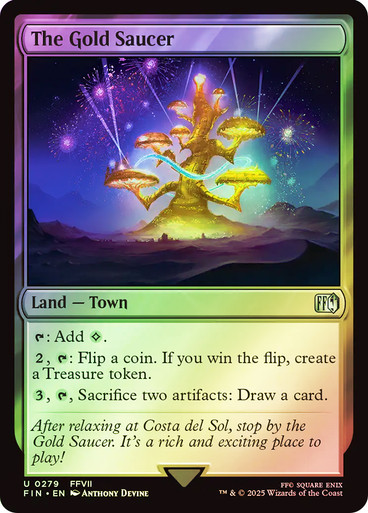 The Gold Saucer
Land — Town
FFC
: Add .
2, : Flip a coin. If you win the flip, create
a Treasure token.
3, , Sacrifice two artifacts: Draw a card.
After relaxing at Costa del Sol, stop by the
Gold Saucer. It's a rich and exciting place to
play!
U 0279 FFVII
FIN • EN Anthony Devine
FF© SQUARE ENIX
™ & © 2025 Wizards of the Coast